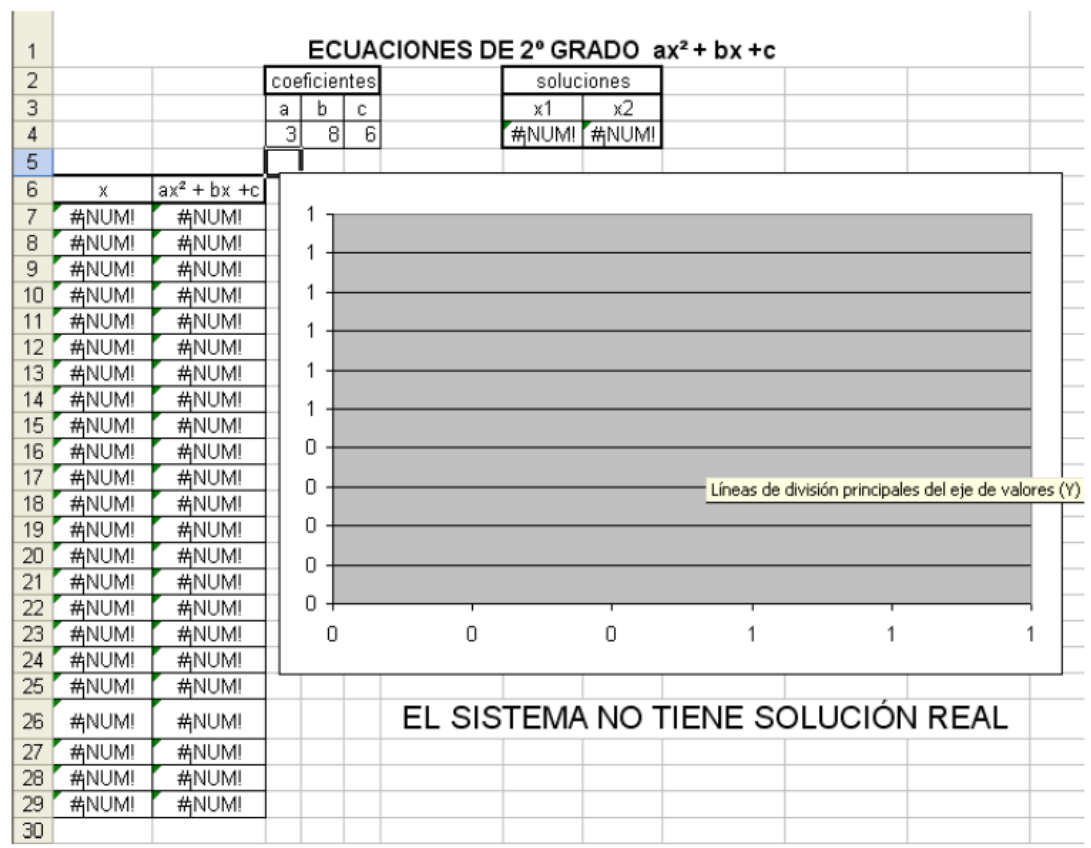 1 ECUACIONES DE 2º GRADO ax² + bx +c
2 coeficientes soluciones
3 a b c x1 x2
4 3 8 6 #¡NUM! #¡NUM!
5
6 x ax² + bx +c
7 #¡NUM! #¡NUM!
8 #¡NUM! #¡NUM!
9 #¡NUM! #¡NUM!
10 #¡NUM! #¡NUM!
11 #¡NUM! #¡NUM!
12 #¡NUM! #¡NUM!
13 #¡NUM! #¡NUM!
14 #¡NUM! #¡NUM!
15 #¡NUM! #¡NUM!
16 #¡NUM! #¡NUM!
17 #¡NUM! #¡NUM!
18 #¡NUM! #¡NUM!
19 #¡NUM! #¡NUM!
20 #¡NUM! #¡NUM!
21 #¡NUM! #¡NUM!
22 #¡NUM! #¡NUM!
23 #¡NUM! #¡NUM!
24 #¡NUM! #¡NUM!
25 #¡NUM! #¡NUM!
26 #¡NUM! #¡NUM!
27 #¡NUM! #¡NUM!
28 #¡NUM! #¡NUM!
29 #¡NUM! #¡NUM!
30
1
1
1
1
1
1
0
0
0
0
0
Líneas de división principales del eje de valores (Y)
0 0 0 1 1 1
EL SISTEMA NO TIENE SOLUCIÓN REAL